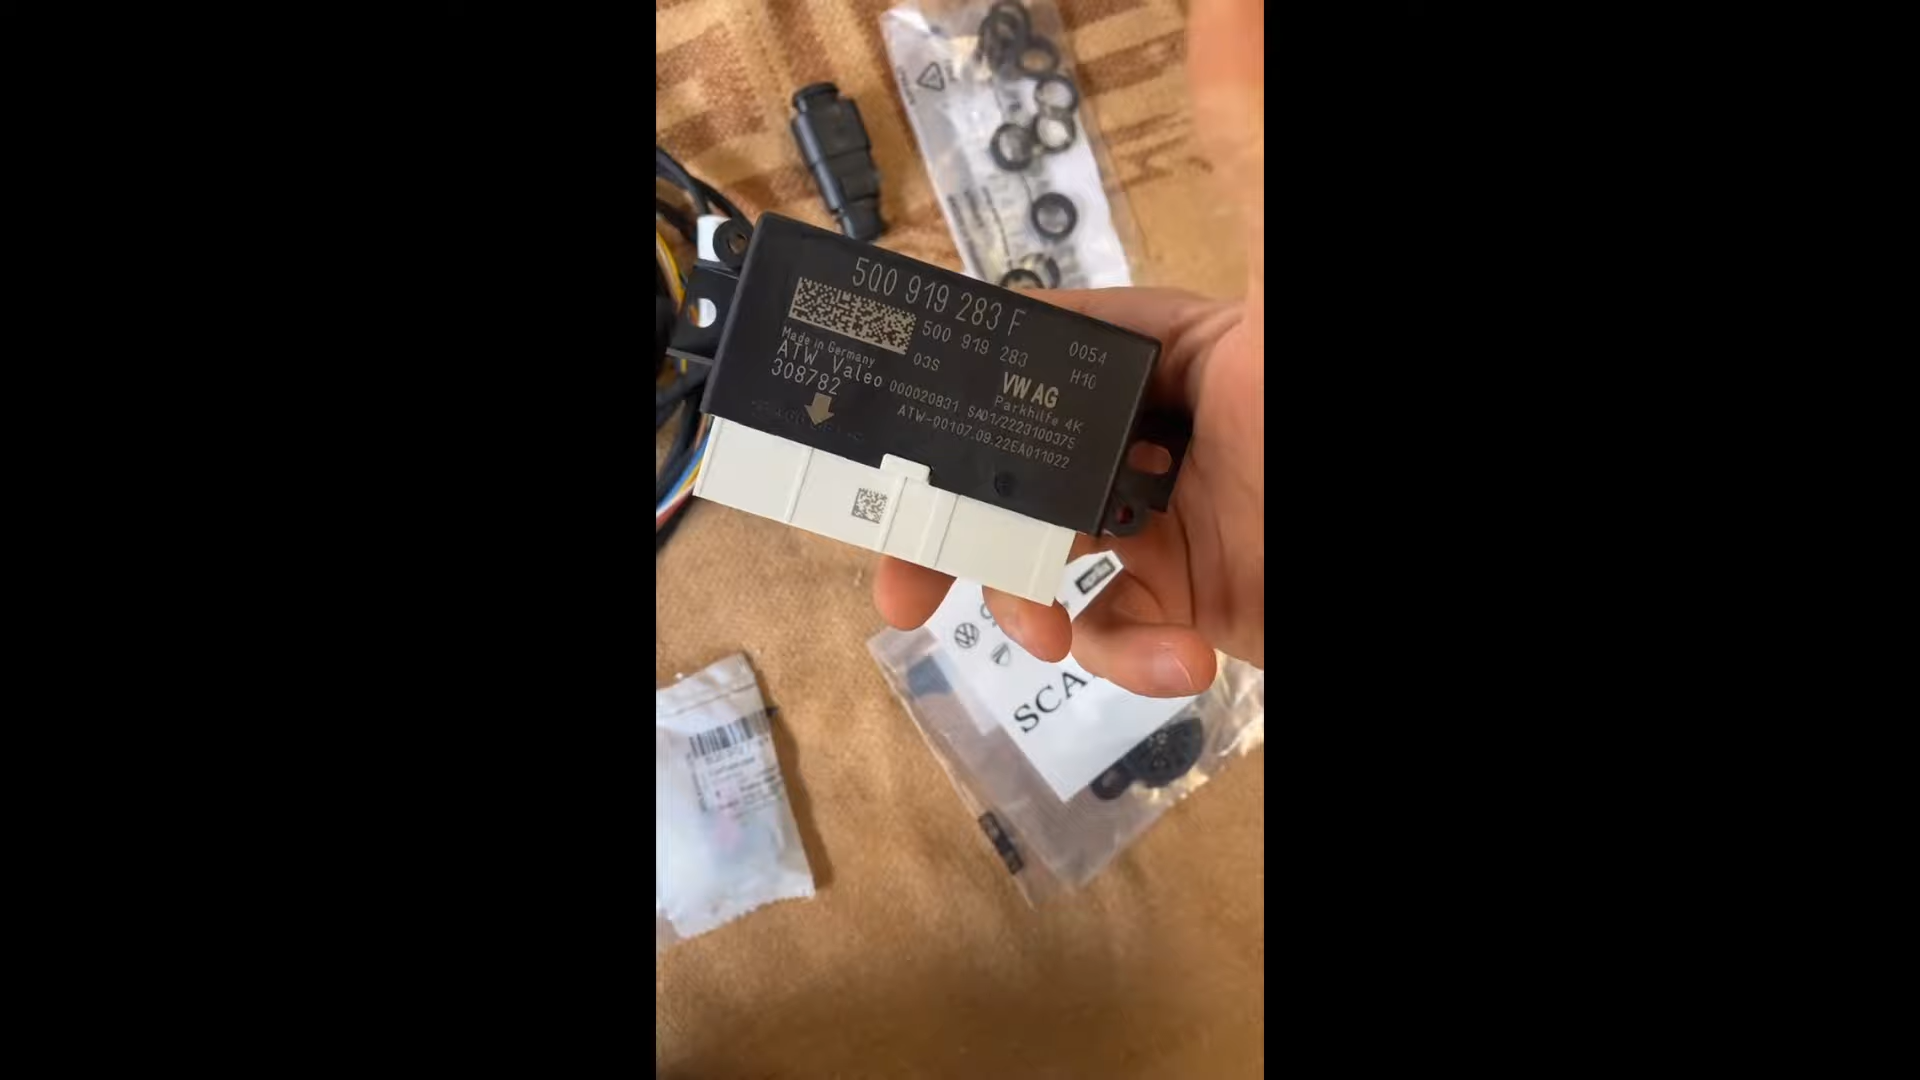 5Q0 919 283 F
5Q0 919 283
0054
Made in Germany
03S
H10
ATW Valeo
VW AG
308782
000020831
Parkhilfe 4K
SA01/2223100375
ATW-00107.09.22EA011022
SCA